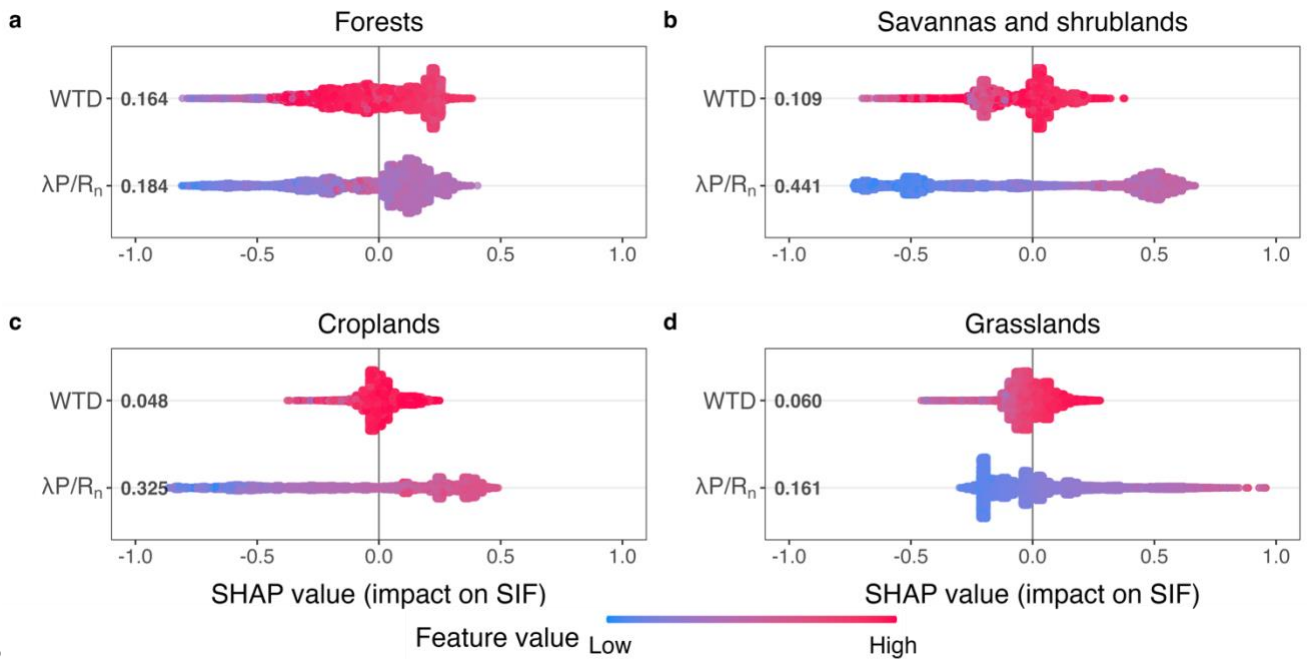 a Forests
WTD 0.164
λP/Rn 0.184
-1.0 -0.5 0.0 0.5 1.0
b Savannas and shrublands
WTD 0.109
λP/Rn 0.441
-1.0 -0.5 0.0 0.5 1.0
c Croplands
WTD 0.048
λP/Rn 0.325
-1.0 -0.5 0.0 0.5 1.0
SHAP value (impact on SIF)
d Grasslands
WTD 0.060
λP/Rn 0.161
-1.0 -0.5 0.0 0.5 1.0
SHAP value (impact on SIF)
Feature value Low High